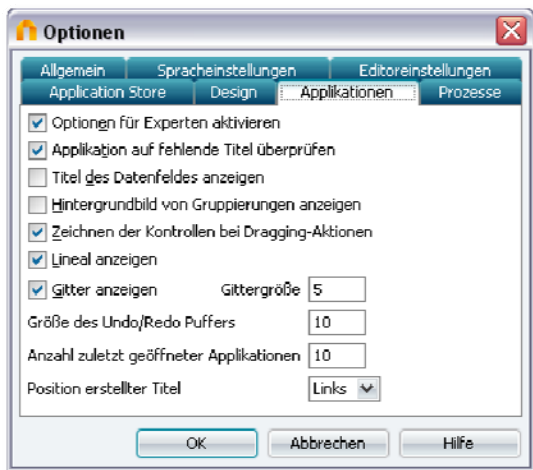 Optionen
Allgemein Spracheinstellungen Editoreinstellungen
Application Store Design Applikationen Prozesse
Optionen für Experten aktivieren
Applikation auf fehlende Titel überprüfen
Titel des Datenfeldes anzeigen
Hintergrundbild von Gruppierungen anzeigen
Zeichnen der Kontrollen bei Dragging-Aktionen
Lineal anzeigen
Gitter anzeigen Gittergröße 5
Größe des Undo/Redo Puffers 10
Anzahl zuletzt geöffneter Applikationen 10
Position erstellter Titel Links
OK Abbrechen Hilfe